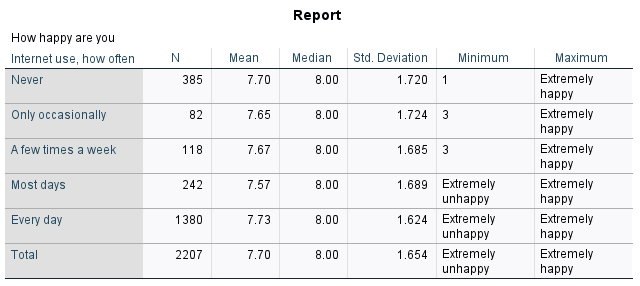 Report
How happy are you
Internet use, how often N Mean Median Std. Deviation Minimum Maximum
Never 385 7.70 8.00 1.720 1 Extremely
happy
Only occasionally 82 7.65 8.00 1.724 3 Extremely
happy
A few times a week 118 7.67 8.00 1.685 3 Extremely
happy
Most days 242 7.57 8.00 1.689 Extremely Extremely
unhappy happy
Every day 1380 7.73 8.00 1.624 Extremely Extremely
unhappy happy
Total 2207 7.70 8.00 1.654 Extremely Extremely
unhappy happy